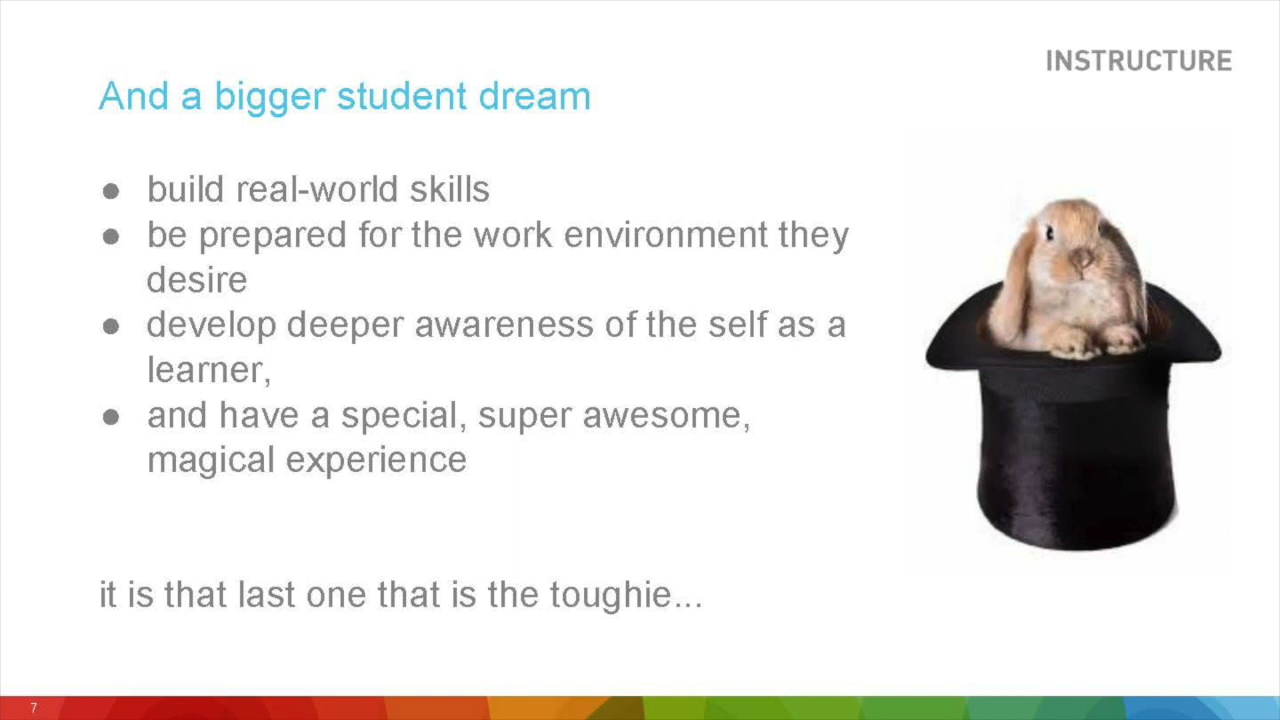 INSTRUCTURE
And a bigger student dream
● build real-world skills
● be prepared for the work environment they
desire
● develop deeper awareness of the self as a
learner,
● and have a special, super awesome,
magical experience
it is that last one that is the toughie...
7